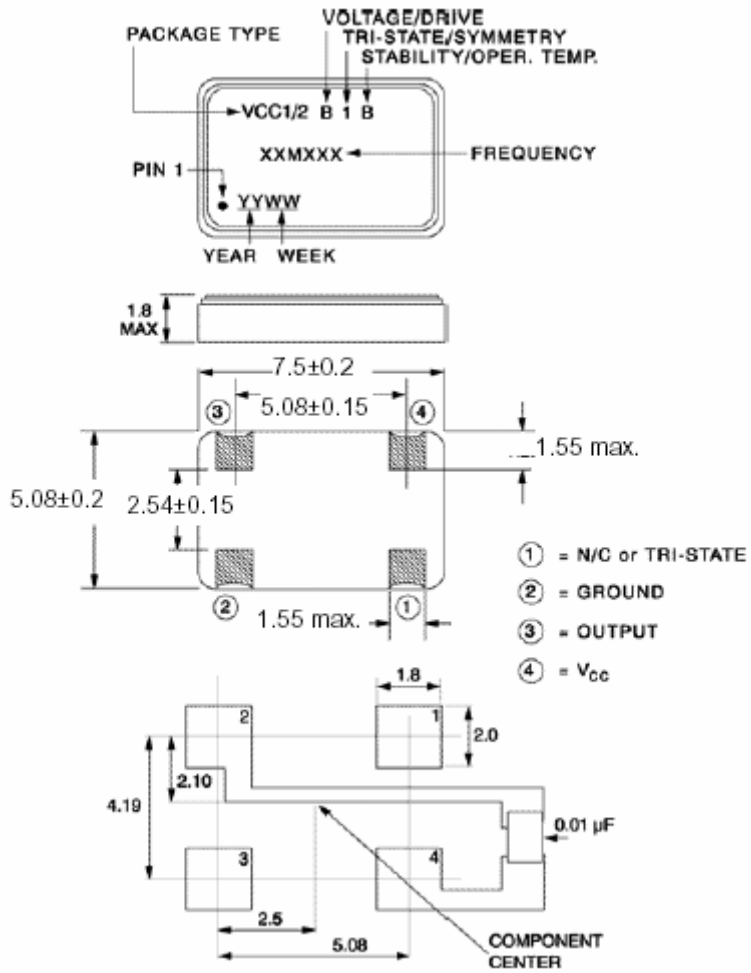 VOLTAGE/DRIVE
PACKAGE TYPE
TRI-STATE/SYMMETRY
STABILITY/OPER. TEMP.
VCC1/2 B 1 B
XXMXXX
FREQUENCY
PIN 1
YYWW
YEAR WEEK
1.8
MAX
7.5±0.2
3
5.08±0.15
4
1.55 max.
5.08±0.2
2.54±0.15
2
1.55 max.
1
1 = N/C or TRI-STATE
2 = GROUND
3 = OUTPUT
4 = VCC
1.8
2
1
2.0
2.10
4.19
0.01 µF
3
4
2.5
5.08
COMPONENT
CENTER